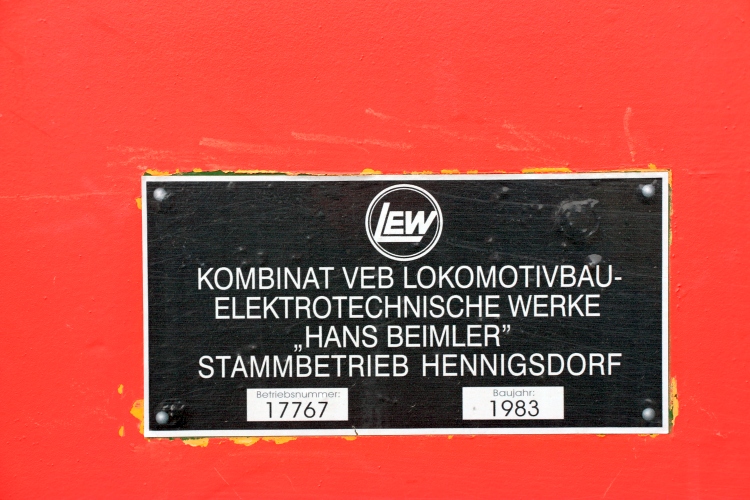 LEW
KOMBINAT VEB LOKOMOTIVBAU-
ELEKTROTECHNISCHE WERKE
„HANS BEIMLER”
STAMMBETRIEB HENNIGSDORF
Betriebsnummer: Baujahr:
17767 1983